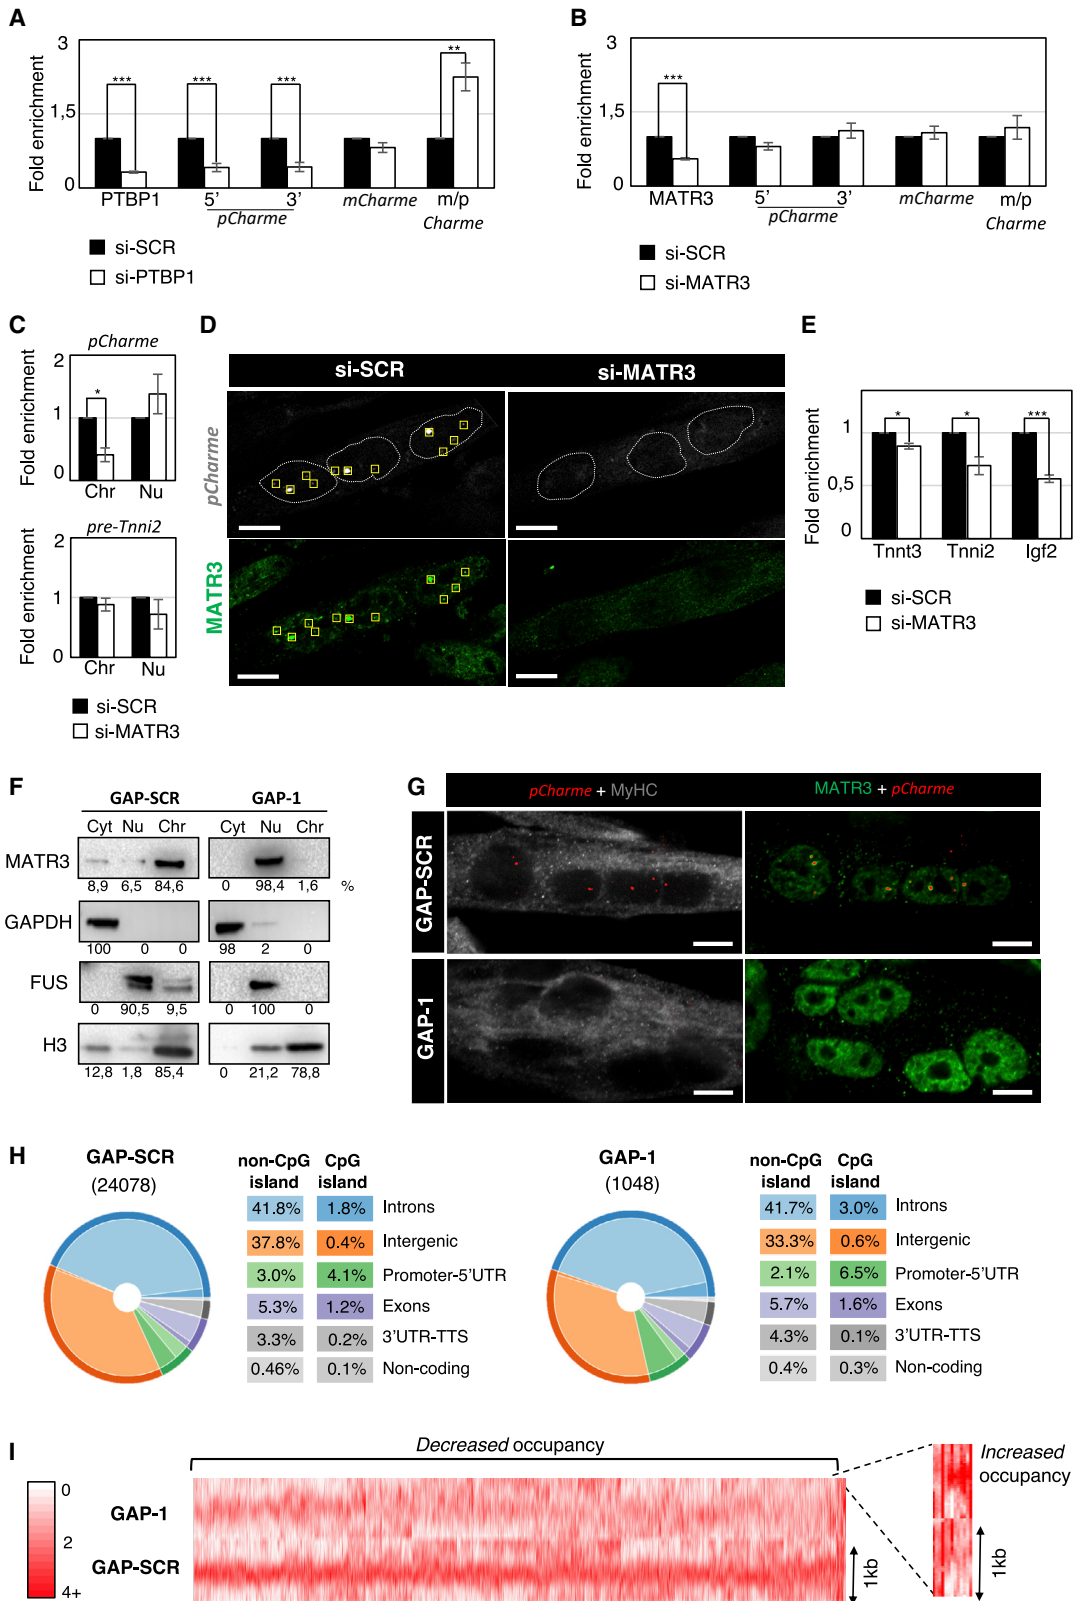 A
Fold enrichment
3
1,5
0
***
***
***
**
PTBP1
5’
3’
mCharme
m/p
pCharme
Charme
si-SCR
si-PTBP1
B
Fold enrichment
3
1,5
0
***
MATR3
5’
3’
mCharme
m/p
pCharme
Charme
si-SCR
si-MATR3
C
pCharme
Fold enrichment
2
1
0
*
Chr
Nu
pre-Tnni2
Fold enrichment
2
1
0
Chr
Nu
si-SCR
si-MATR3
D
si-SCR
si-MATR3
pCharme
MATR3
E
Fold enrichment
1
0,5
0
*
*
***
Tnnt3
Tnni2
Igf2
si-SCR
si-MATR3
F
GAP-SCR
GAP-1
Cyt Nu Chr
Cyt Nu Chr
MATR3
8,9 6,5 84,6
0 98,4 1,6 %
GAPDH
100 0 0
98 2 0
FUS
0 90,5 9,5
0 100 0
H3
12,8 1,8 85,4
0 21,2 78,8
G
pCharme + MyHC
MATR3 + pCharme
GAP-SCR
GAP-1
H
GAP-SCR
(24078)
non-CpG island
CpG island
41.8% 1.8% Introns
37.8% 0.4% Intergenic
3.0% 4.1% Promoter-5’UTR
5.3% 1.2% Exons
3.3% 0.2% 3’UTR-TTS
0.46% 0.1% Non-coding
GAP-1
(1048)
non-CpG island
CpG island
41.7% 3.0% Introns
33.3% 0.6% Intergenic
2.1% 6.5% Promoter-5’UTR
5.7% 1.6% Exons
4.3% 0.1% 3’UTR-TTS
0.4% 0.3% Non-coding
I
Decreased occupancy
Increased
occupancy
0
2
4+
GAP-1
GAP-SCR
1kb
1kb